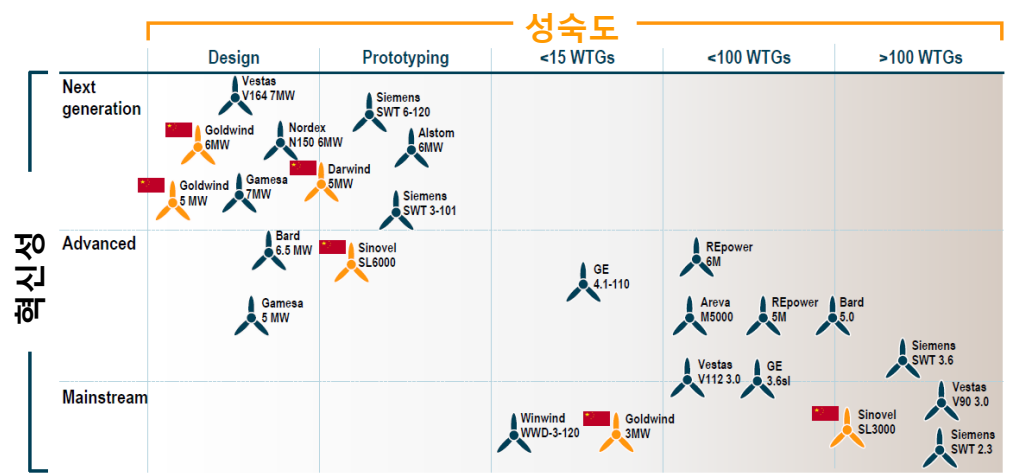 성숙도
Design Prototyping <15 WTGs <100 WTGs >100 WTGs
혁신성
Next
generation
Vestas
V164 7MW
Siemens
SWT 6-120
Goldwind
6MW
Nordex
N150 6MW
Alstom
6MW
Darwind
5MW
Goldwind
5 MW
Gamesa
7MW
Siemens
SWT 3-101
Advanced
Bard
6.5 MW
Sinovel
SL6000
REpower
6M
GE
4.1-110
Gamesa
5 MW
Areva
M5000
REpower
5M
Bard
5.0
Siemens
SWT 3.6
Vestas
V112 3.0
GE
3.6sl
Mainstream
Vestas
V90 3.0
Winwind
WWD-3-120
Goldwind
3MW
Sinovel
SL3000
Siemens
SWT 2.3